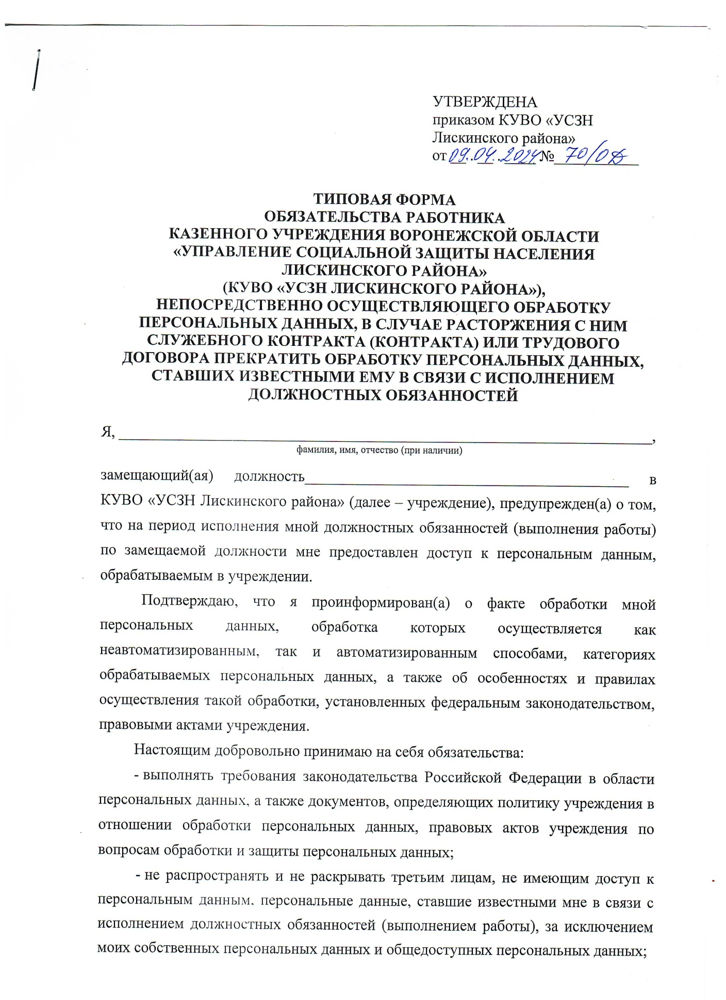 УТВЕРЖДЕНА
приказом КУВО «УСЗН
Лискинского района»
от 09.04.2024 № 70/ОД
ТИПОВАЯ ФОРМА
ОБЯЗАТЕЛЬСТВА РАБОТНИКА
КАЗЕННОГО УЧРЕЖДЕНИЯ ВОРОНЕЖСКОЙ ОБЛАСТИ
«УПРАВЛЕНИЕ СОЦИАЛЬНОЙ ЗАЩИТЫ НАСЕЛЕНИЯ
ЛИСКИНСКОГО РАЙОНА»
(КУВО «УСЗН ЛИСКИНСКОГО РАЙОНА»),
НЕПОСРЕДСТВЕННО ОСУЩЕСТВЛЯЮЩЕГО ОБРАБОТКУ
ПЕРСОНАЛЬНЫХ ДАННЫХ, В СЛУЧАЕ РАСТОРЖЕНИЯ С НИМ
СЛУЖЕБНОГО КОНТРАКТА (КОНТРАКТА) ИЛИ ТРУДОВОГО
ДОГОВОРА ПРЕКРАТИТЬ ОБРАБОТКУ ПЕРСОНАЛЬНЫХ ДАННЫХ,
СТАВШИХ ИЗВЕСТНЫМИ ЕМУ В СВЯЗИ С ИСПОЛНЕНИЕМ
ДОЛЖНОСТНЫХ ОБЯЗАННОСТЕЙ
Я, ____________________,
фамилия, имя, отчество (при наличии)
замещающий(ая) должность____________________ в
КУВО «УСЗН Лискинского района» (далее – учреждение), предупрежден(а) о том,
что на период исполнения мной должностных обязанностей (выполнения работы)
по замещаемой должности мне предоставлен доступ к персональным данным,
обрабатываемым в учреждении.
Подтверждаю, что я проинформирован(а) о факте обработки мной
персональных данных, обработка которых осуществляется как
неавтоматизированным, так и автоматизированным способами, категориях
обрабатываемых персональных данных, а также об особенностях и правилах
осуществления такой обработки, установленных федеральным законодательством,
правовыми актами учреждения.
Настоящим добровольно принимаю на себя обязательства:
- выполнять требования законодательства Российской Федерации в области
персональных данных, а также документов, определяющих политику учреждения в
отношении обработки персональных данных, правовых актов учреждения по
вопросам обработки и защиты персональных данных;
- не распространять и не раскрывать третьим лицам, не имеющим доступ к
персональным данным, персональные данные, ставшие известными мне в связи с
исполнением должностных обязанностей (выполнением работы), за исключением
моих собственных персональных данных и общедоступных персональных данных;